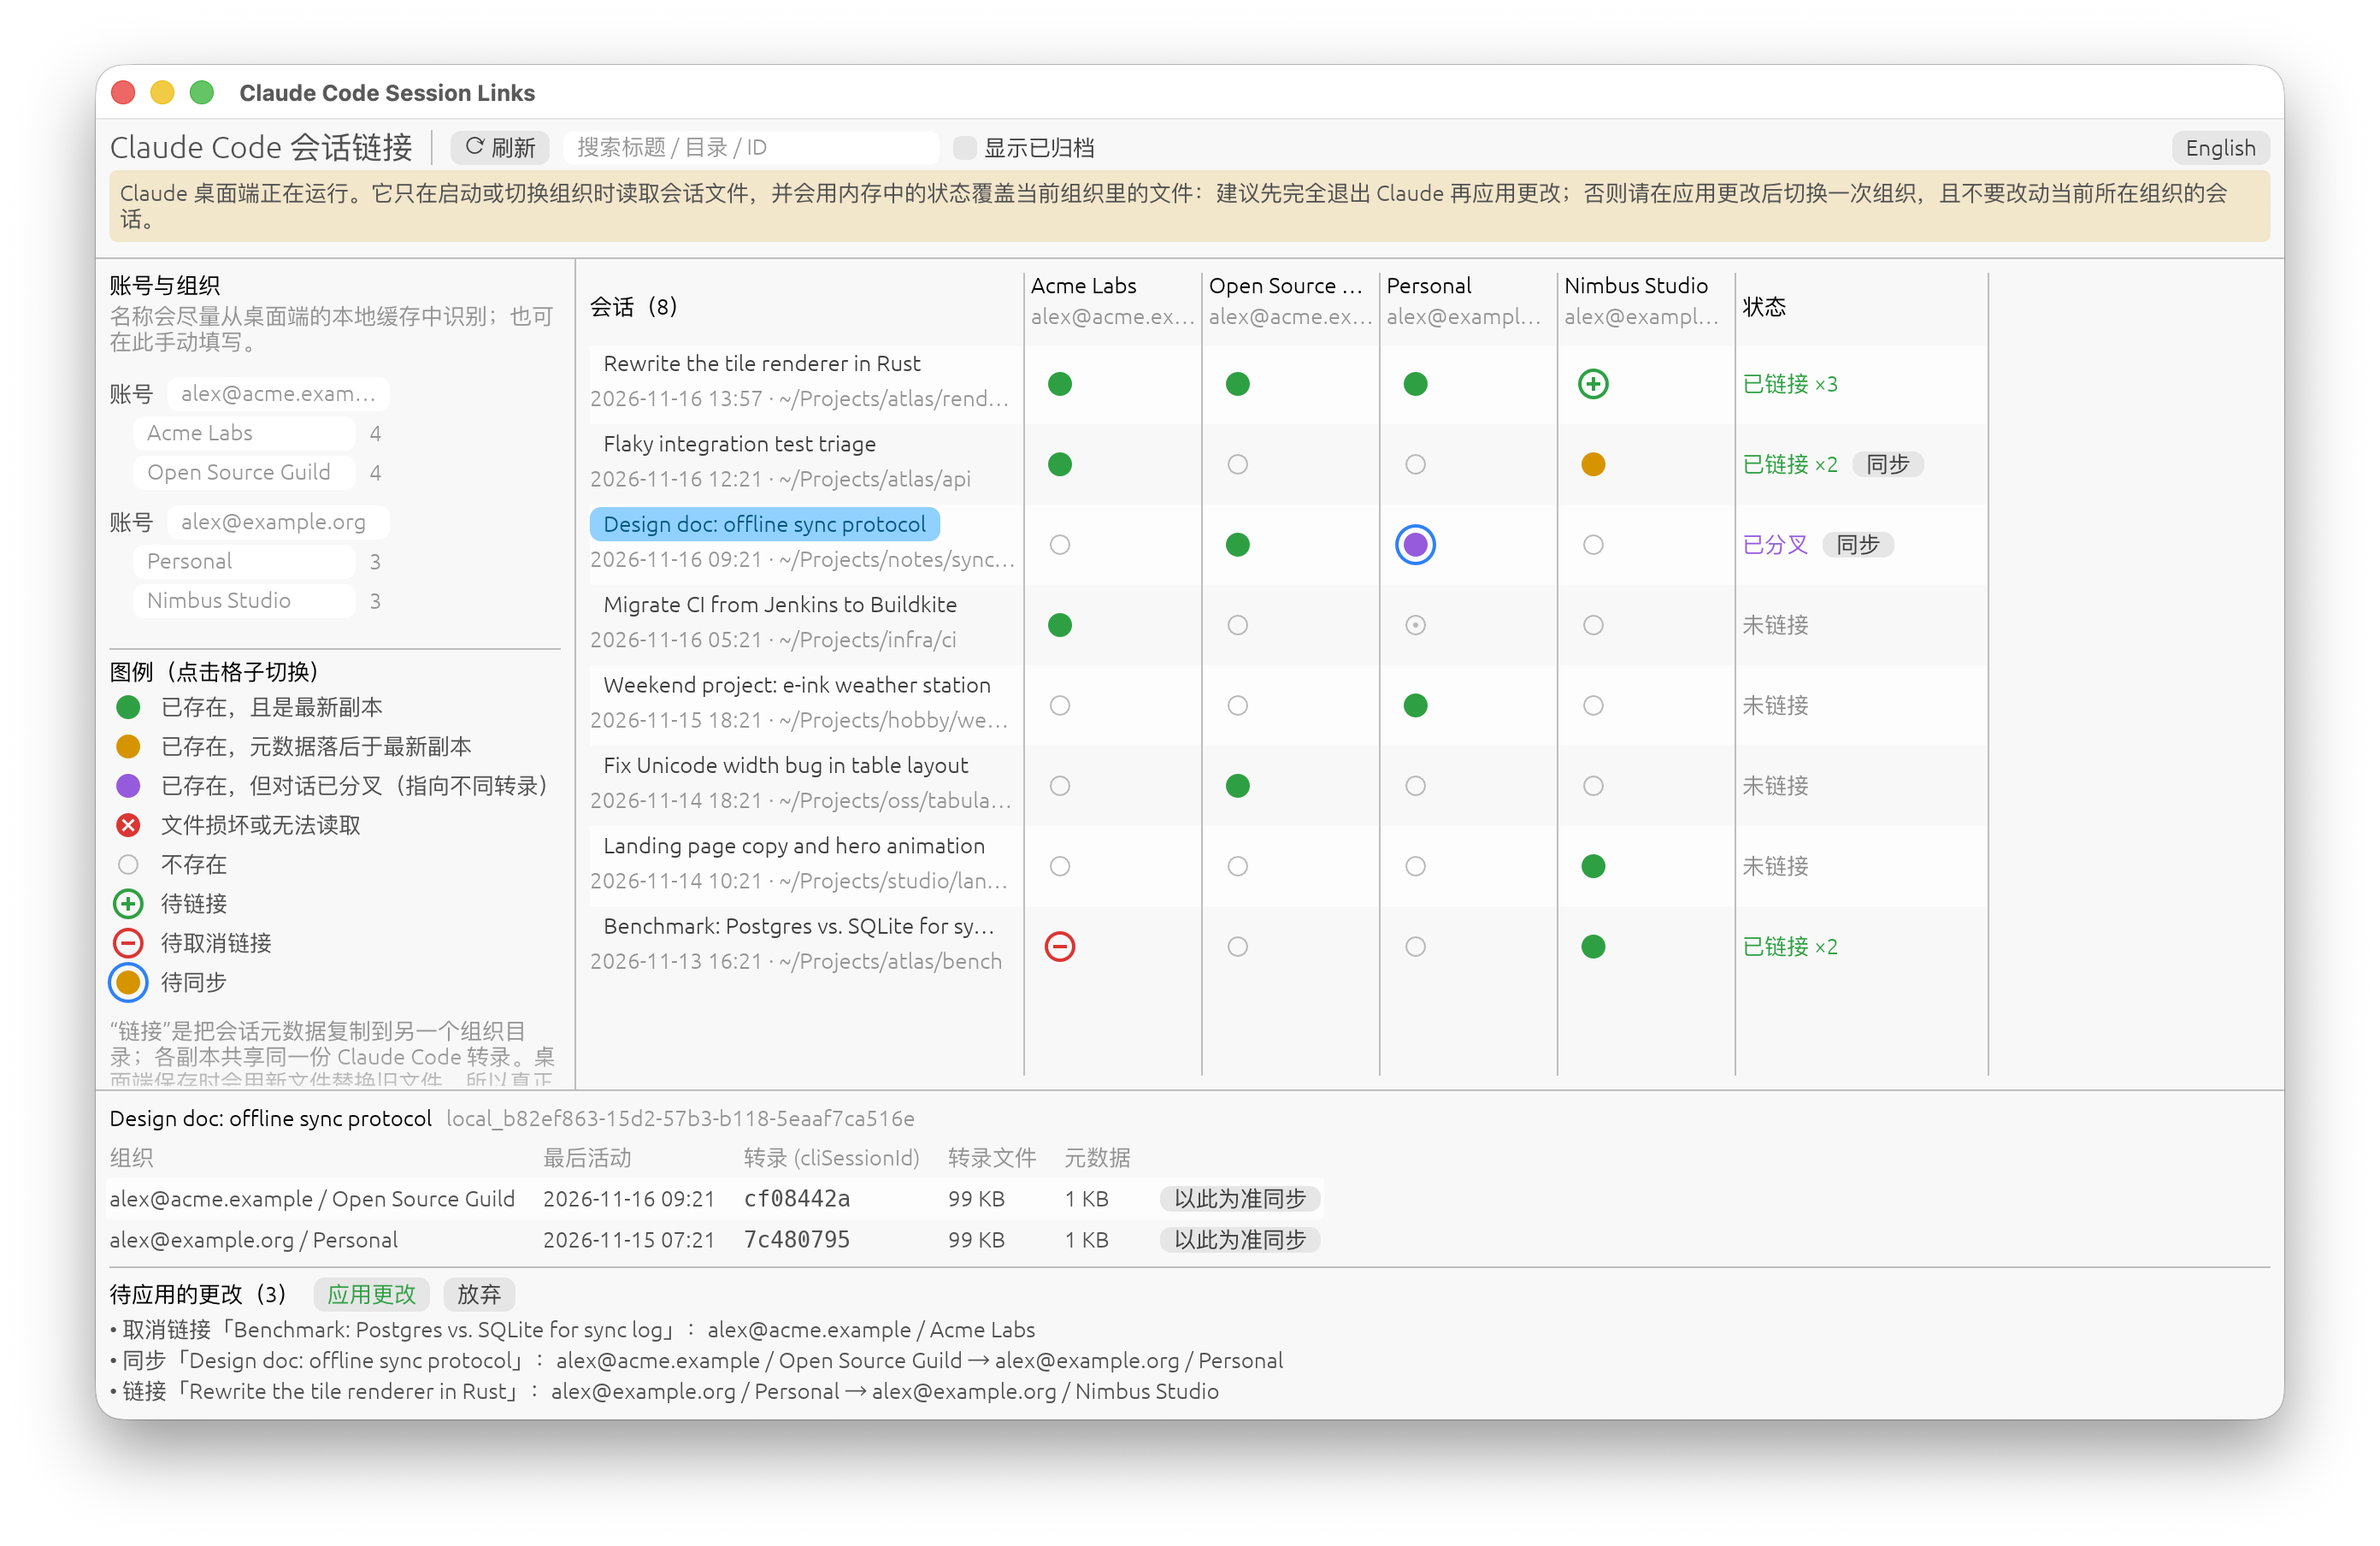 Claude Code Session Links
Claude Code 会话链接
刷新
搜索标题 / 目录 / ID
显示已归档
English
Claude 桌面端正在运行。它只在启动或切换组织时读取会话文件，并会用内存中的状态覆盖当前组织里的文件：建议先完全退出 Claude 再应用更改；否则请在应用更改后切换一次组织，且不要改动当前所在组织的会
话。
账号与组织
名称会尽量从桌面端的本地缓存中识别；也可
在此手动填写。
账号 alex@acme.exam…
Acme Labs 4
Open Source Guild 4
账号 alex@example.org
Personal 3
Nimbus Studio 3
图例（点击格子切换）
已存在，且是最新副本
已存在，元数据落后于最新副本
已存在，但对话已分叉（指向不同转录）
文件损坏或无法读取
不存在
待链接
待取消链接
待同步
“链接”是把会话元数据复制到另一个组织目
录；各副本共享同一份 Claude Code 转录。桌
面端保存时会用新文件替换旧文件，所以真正
会话（8）
Acme Labs
alex@acme.ex…
Open Source …
alex@acme.ex…
Personal
alex@exampl…
Nimbus Studio
alex@exampl…
状态
Rewrite the tile renderer in Rust
2026-11-16 13:57 · ~/Projects/atlas/rend…
已链接 ×3
Flaky integration test triage
2026-11-16 12:21 · ~/Projects/atlas/api
已链接 ×2 同步
Design doc: offline sync protocol
2026-11-16 09:21 · ~/Projects/notes/sync…
已分叉 同步
Migrate CI from Jenkins to Buildkite
2026-11-16 05:21 · ~/Projects/infra/ci
未链接
Weekend project: e-ink weather station
2026-11-15 18:21 · ~/Projects/hobby/we…
未链接
Fix Unicode width bug in table layout
2026-11-14 18:21 · ~/Projects/oss/tabula…
未链接
Landing page copy and hero animation
2026-11-14 10:21 · ~/Projects/studio/lan…
未链接
Benchmark: Postgres vs. SQLite for sy…
2026-11-13 16:21 · ~/Projects/atlas/bench
已链接 ×2
Design doc: offline sync protocol local_b82ef863-15d2-57b3-b118-5eaaf7ca516e
组织 最后活动 转录 (cliSessionId) 转录文件 元数据
alex@acme.example / Open Source Guild 2026-11-16 09:21 cf08442a 99 KB 1 KB 以此为准同步
alex@example.org / Personal 2026-11-15 07:21 7c480795 99 KB 1 KB 以此为准同步
待应用的更改（3） 应用更改 放弃
• 取消链接「Benchmark: Postgres vs. SQLite for sync log」：alex@acme.example / Acme Labs
• 同步「Design doc: offline sync protocol」：alex@acme.example / Open Source Guild → alex@example.org / Personal
• 链接「Rewrite the tile renderer in Rust」：alex@example.org / Personal → alex@example.org / Nimbus Studio